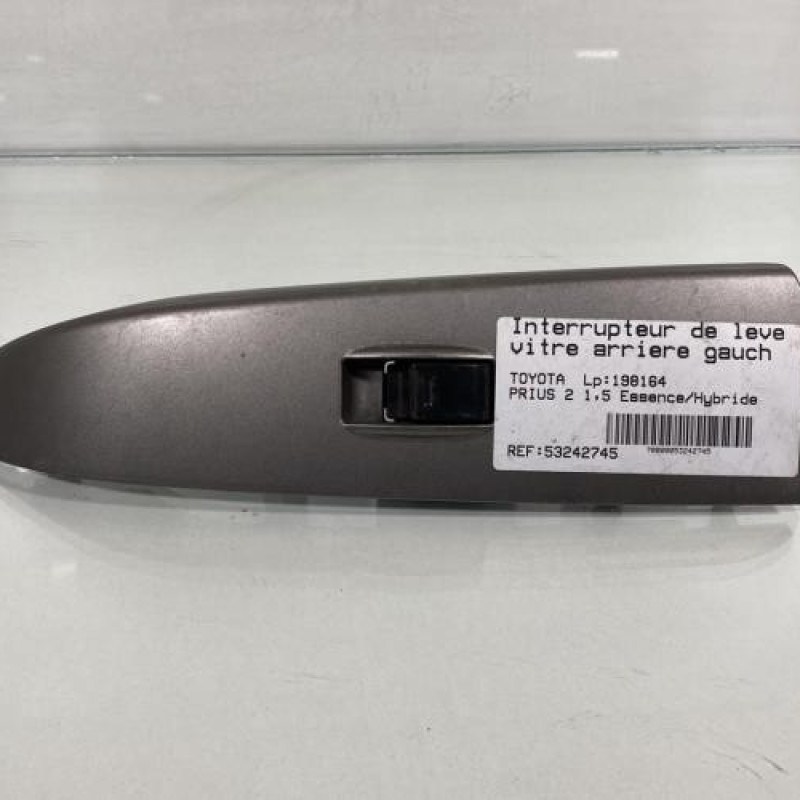 Interrupteur de leve
vitre arriere gauch
TOYOTA Lp:198164
PRIUS 2 1,5 Essence/Hybride
REF:53242745